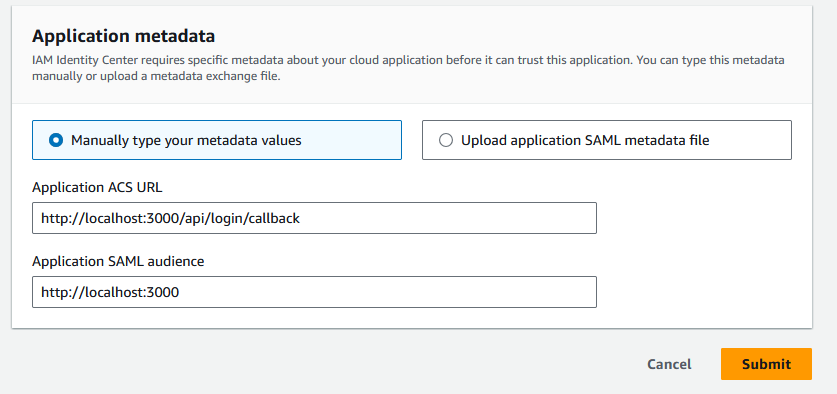 Application metadata
IAM Identity Center requires specific metadata about your cloud application before it can trust this application. You can type this metadata
manually or upload a metadata exchange file.
Manually type your metadata values
Upload application SAML metadata file
Application ACS URL
http://localhost:3000/api/login/callback
Application SAML audience
http://localhost:3000
Cancel
Submit